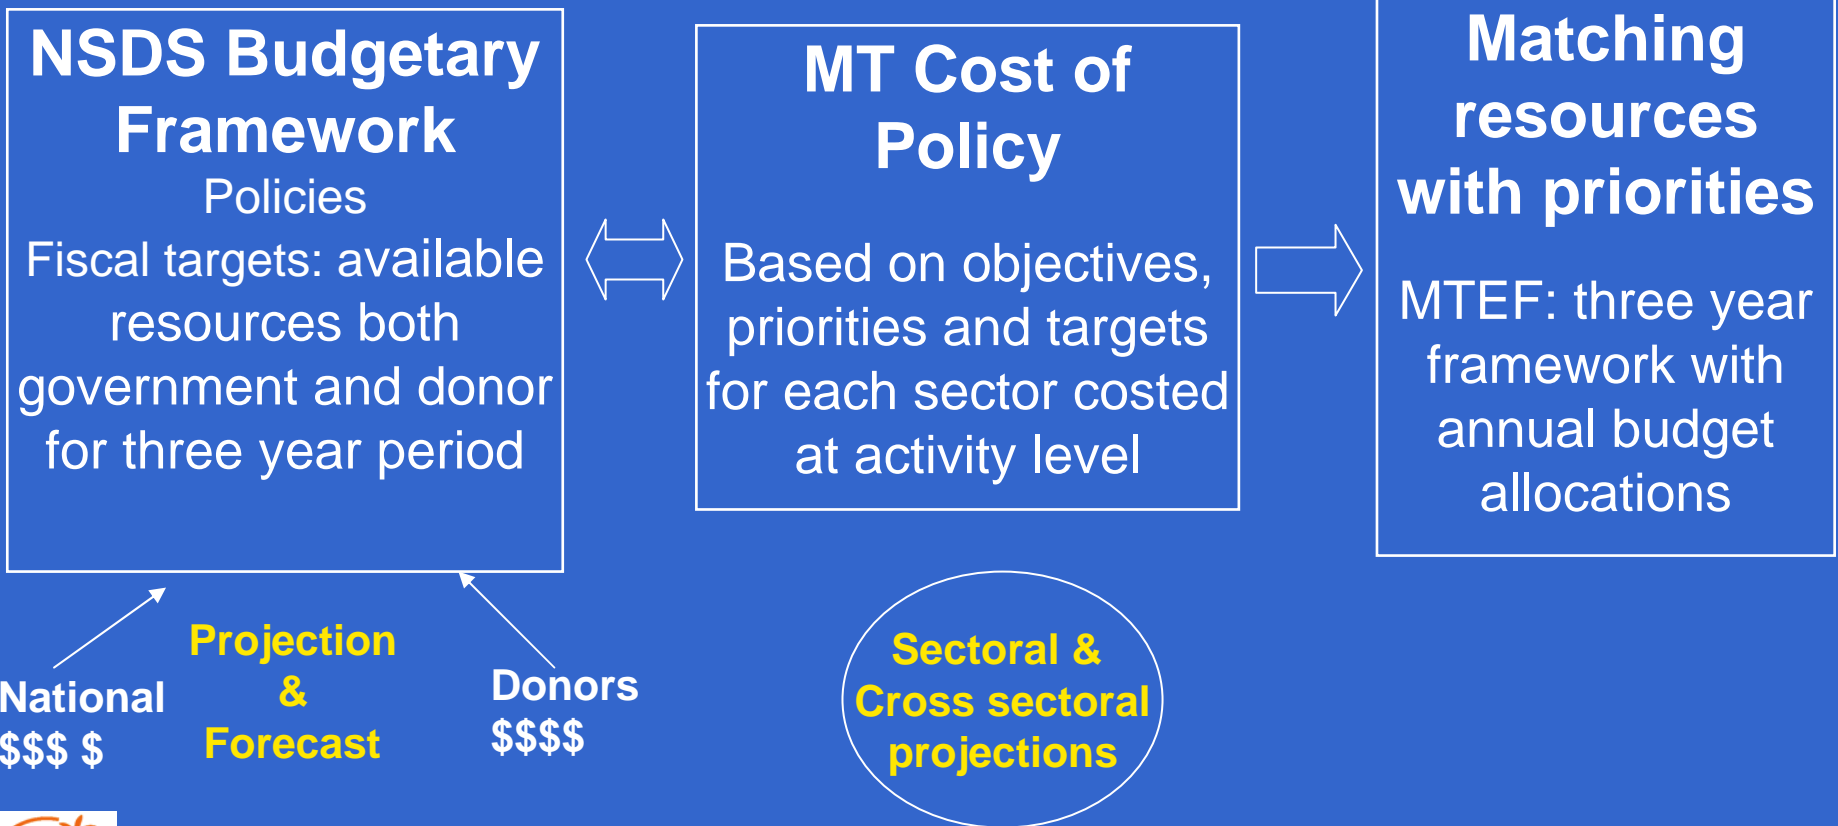 NSDS Budgetary
Framework
Policies
Fiscal targets: available
resources both
government and donor
for three year period
MT Cost of
Policy
Based on objectives,
priorities and targets
for each sector costed
at activity level
Matching
resources
with priorities
MTEF: three year
framework with
annual budget
allocations
National
$$$ $
Projection
&
Forecast
Donors
$$$$
Sectoral &
Cross sectoral
projections